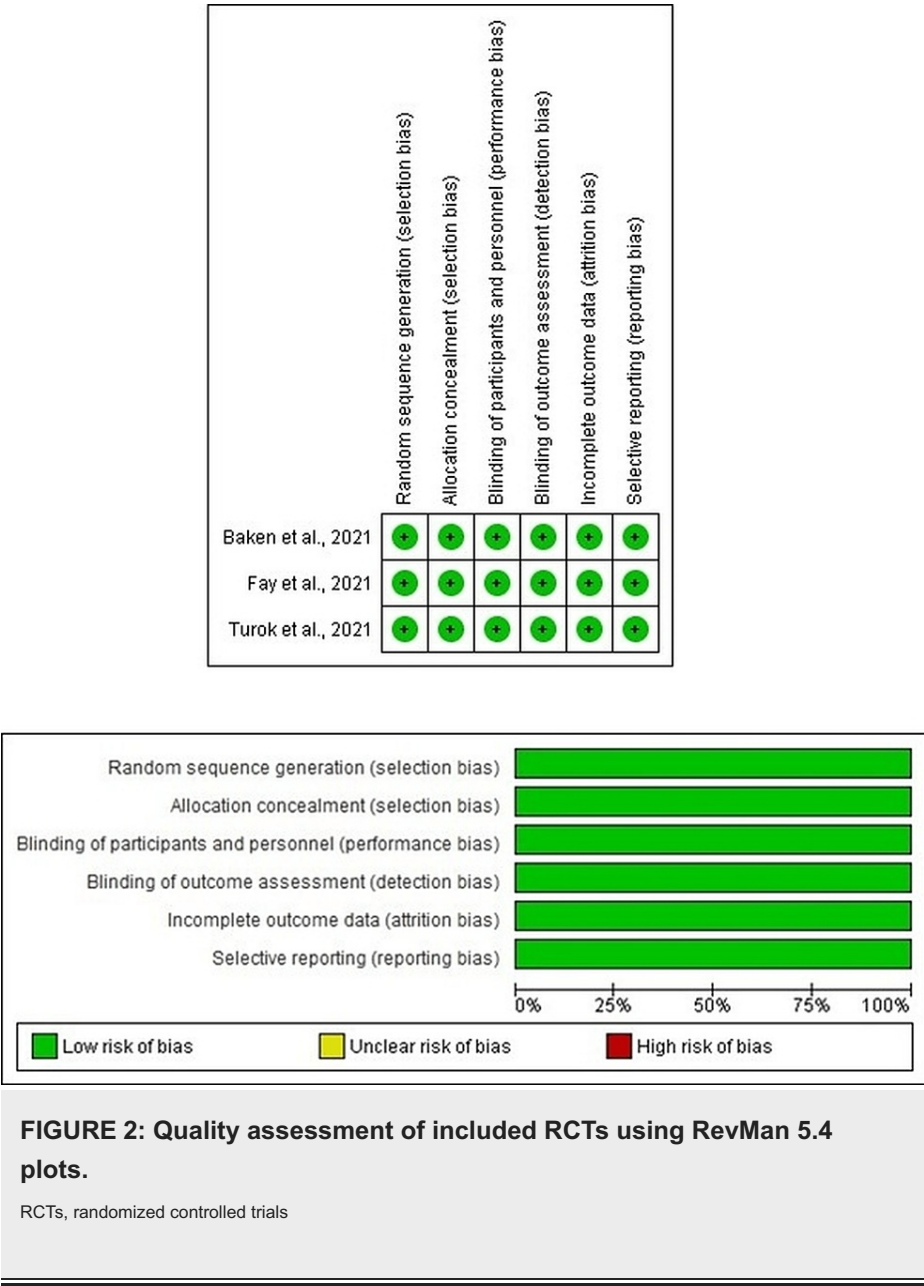 Random sequence generation (selection bias)
Allocation concealment (selection bias)
Blinding of participants and personnel (performance bias)
Blinding of outcome assessment (detection bias)
Incomplete outcome data (attrition bias)
Selective reporting (reporting bias)
Baken et al., 2021
+ + + + + +
Fay et al., 2021
+ + + + + +
Turok et al., 2021
+ + + + + +
Random sequence generation (selection bias)
Allocation concealment (selection bias)
Blinding of participants and personnel (performance bias)
Blinding of outcome assessment (detection bias)
Incomplete outcome data (attrition bias)
Selective reporting (reporting bias)
0% 25% 50% 75% 100%
Low risk of bias Unclear risk of bias High risk of bias
FIGURE 2: Quality assessment of included RCTs using RevMan 5.4
plots.
RCTs, randomized controlled trials